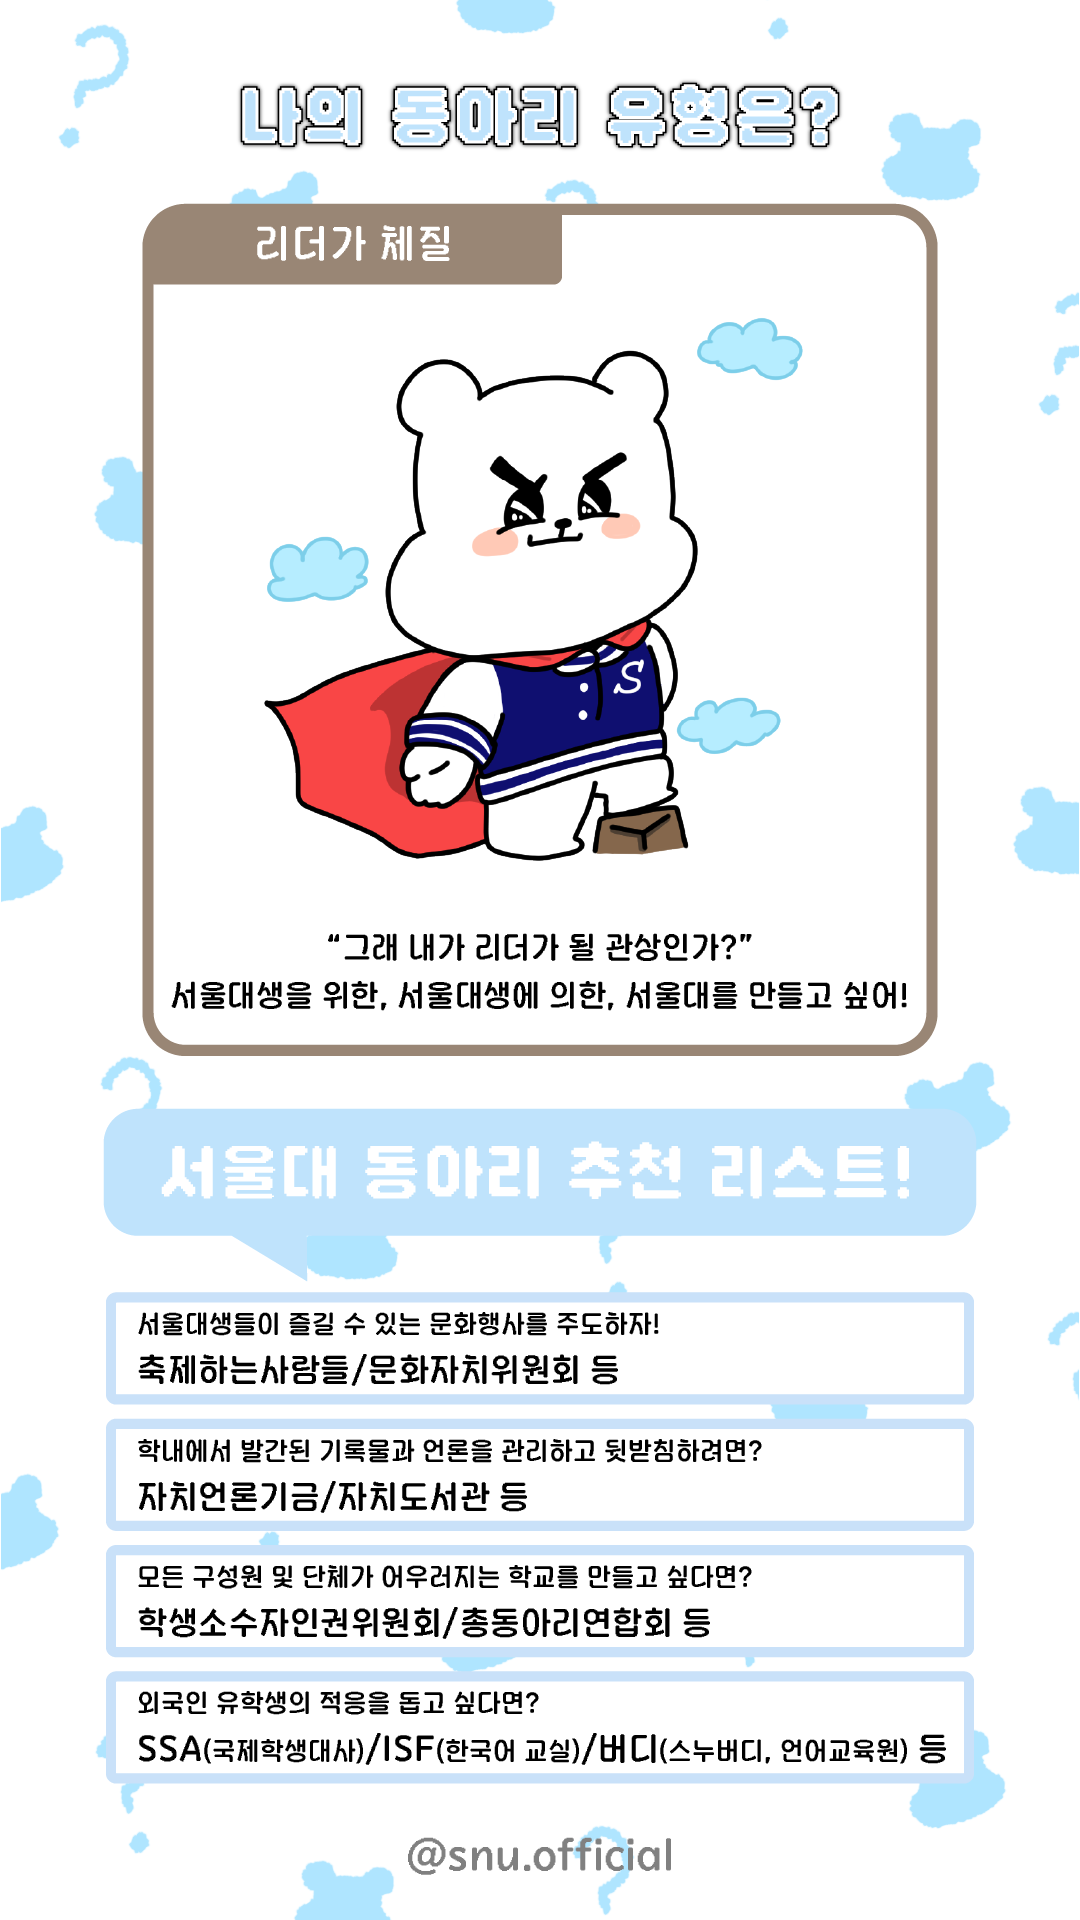 나의 동아리 유형은?
리더가 체질
S
“그래 내가 리더가 될 관상인가?”
서울대생을 위한, 서울대생에 의한, 서울대를 만들고 싶어!
서울대 동아리 추천 리스트!
서울대생들이 즐길 수 있는 문화행사를 주도하자!
축제하는사람들/문화자치위원회 등
학내에서 발간된 기록물과 언론을 관리하고 뒷받침하려면?
자치언론기금/자치도서관 등
모든 구성원 및 단체가 어우러지는 학교를 만들고 싶다면?
학생소수자인권위원회/총동아리연합회 등
외국인 유학생의 적응을 돕고 싶다면?
SSA(국제학생대사)/ISF(한국어 교실)/버디(스누버디, 언어교육원) 등
@snu.official